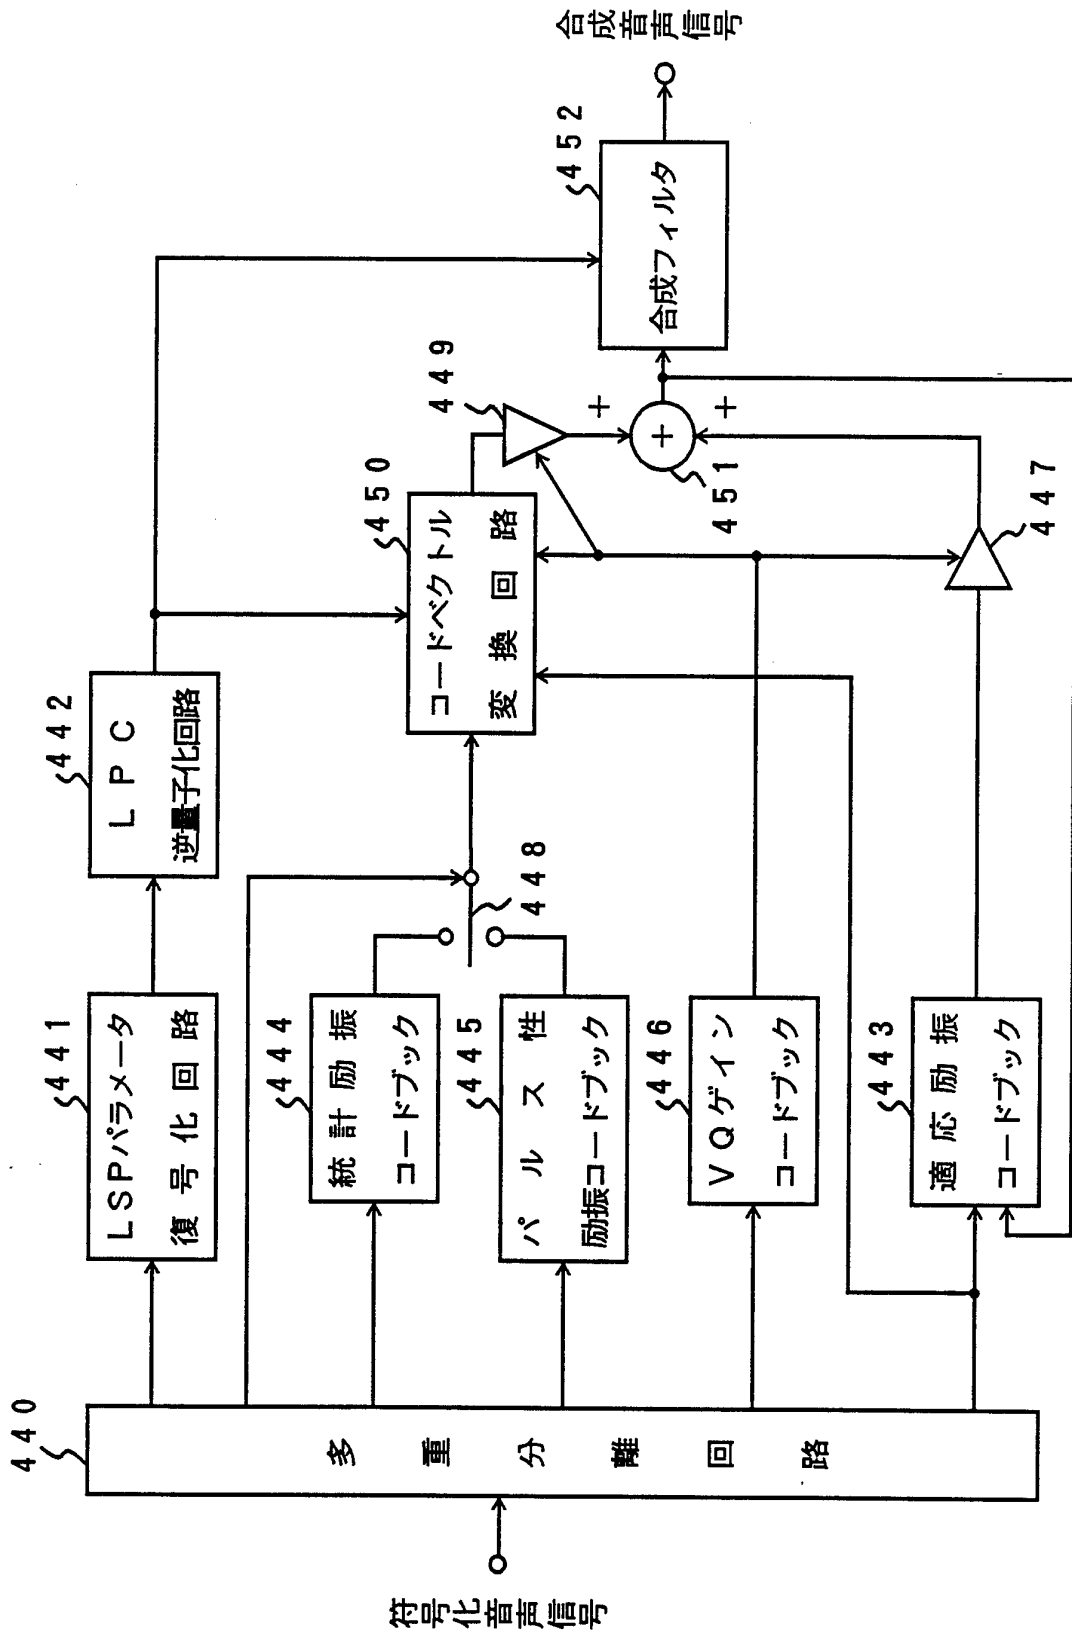 符号化音声信号
440
多重分離回路
441
LSPパラメータ
復号化回路
442
LPC
逆量子化回路
444
統計励振
コードブック
445
パルス性
励振コードブック
446
VQゲイン
コードブック
443
適応励振
コードブック
448
450
コードベクトル
変換回路
449
+
+
451
+
447
452
合成フィルタ
合成音声信号